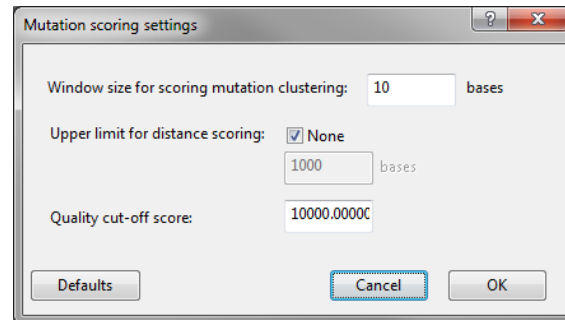 Mutation scoring settings
Window size for scoring mutation clustering: 10 bases
Upper limit for distance scoring: None
1000 bases
Quality cut-off score: 10000.0000
Defaults Cancel OK